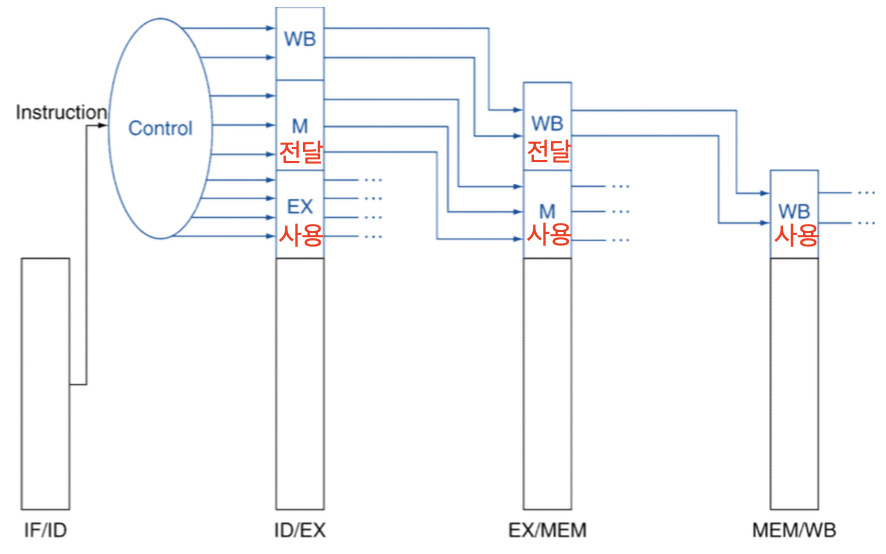 WB
Instruction
Control
M
전달
WB
전달
EX
사용
...
...
...
...
M
사용
...
...
...
WB
사용
...
...
IF/ID
ID/EX
EX/MEM
MEM/WB